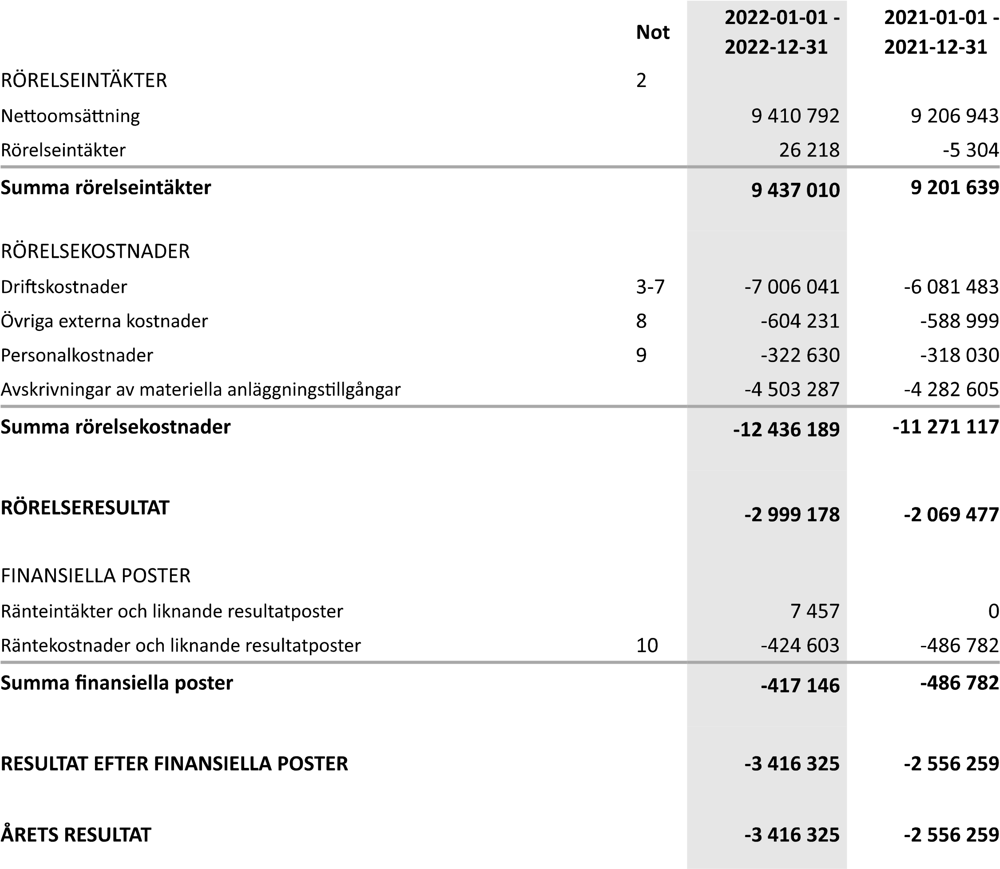 Not 2022-01-01 - 2022-12-31 2021-01-01 - 2021-12-31
RÖRELSEINTÄKTER 2
Nettoomsättning 9 410 792 9 206 943
Rörelseintäkter 26 218 -5 304
Summa rörelseintäkter 9 437 010 9 201 639
RÖRELSEKOSTNADER
Driftskostnader 3-7 -7 006 041 -6 081 483
Övriga externa kostnader 8 -604 231 -588 999
Personalkostnader 9 -322 630 -318 030
Avskrivningar av materiella anläggningstillgångar -4 503 287 -4 282 605
Summa rörelsekostnader -12 436 189 -11 271 117
RÖRELSERESULTAT -2 999 178 -2 069 477
FINANSIELLA POSTER
Ränteintäkter och liknande resultatposter 7 457 0
Räntekostnader och liknande resultatposter 10 -424 603 -486 782
Summa finansiella poster -417 146 -486 782
RESULTAT EFTER FINANSIELLA POSTER -3 416 325 -2 556 259
ÅRETS RESULTAT -3 416 325 -2 556 259